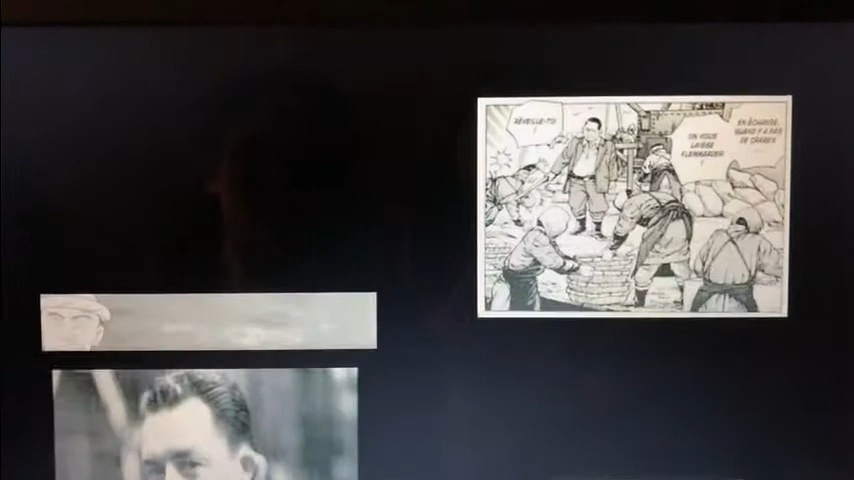 RÉVEILLE-TOI
!
ON VOUS
LAISSE
FLEMMARDER
!
EN ÉCHANGE,
QUAND Y A PAS
DE CRABES
...